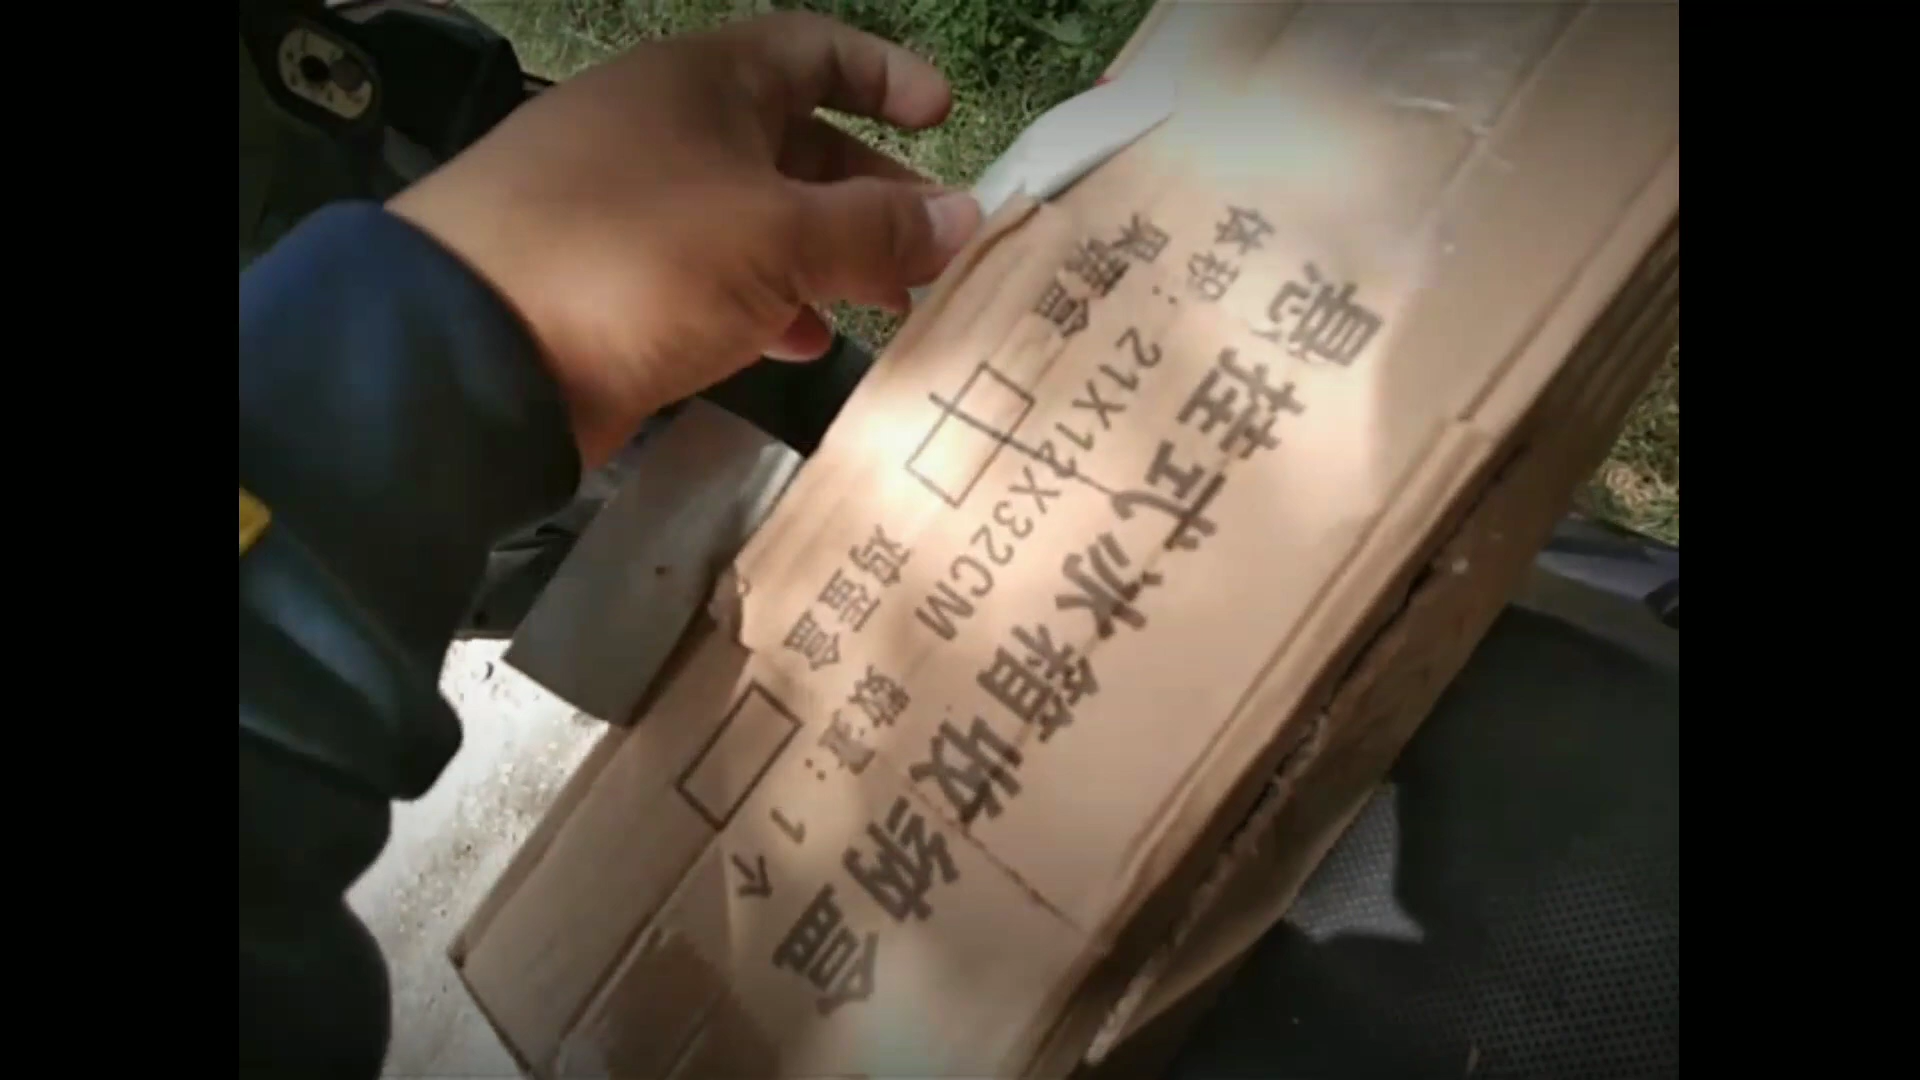 悬挂式冰箱收纳盒
体积： 数量：1个
果蔬盒 鸡蛋盒